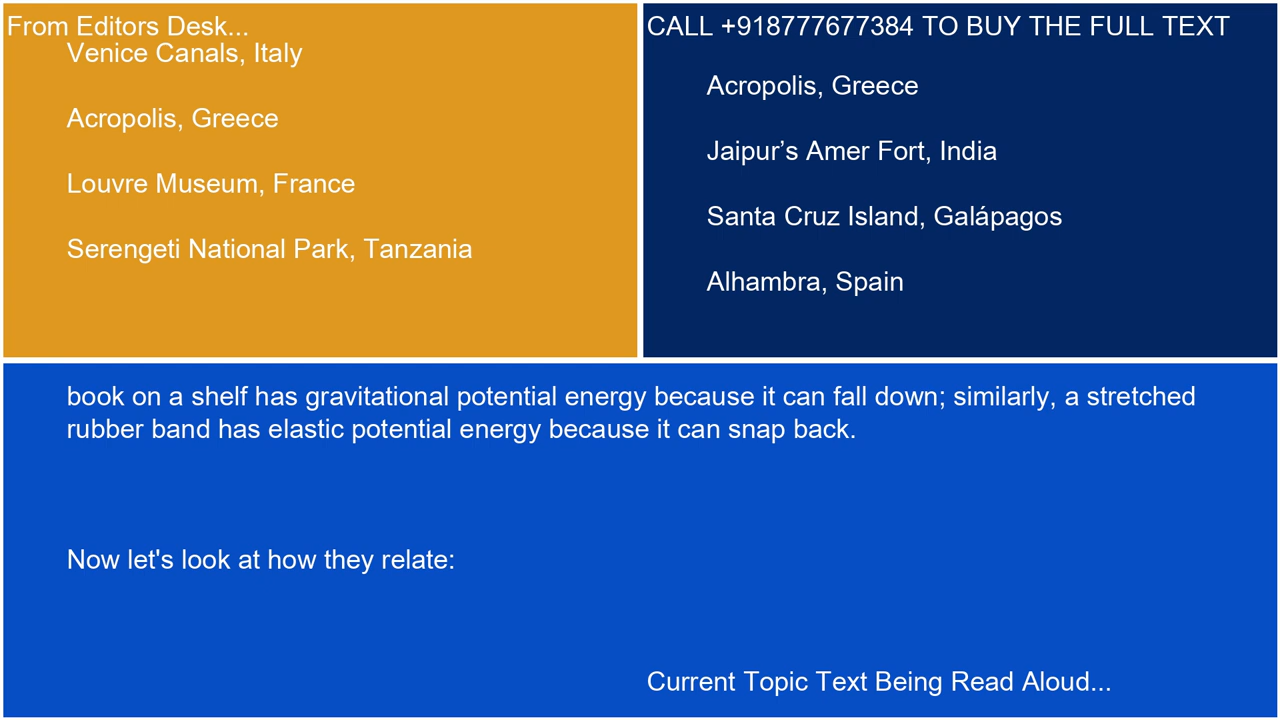 From Editors Desk...
Venice Canals, Italy
Acropolis, Greece
Louvre Museum, France
Serengeti National Park, Tanzania
CALL +918777677384 TO BUY THE FULL TEXT
Acropolis, Greece
Jaipur’s Amer Fort, India
Santa Cruz Island, Galápagos
Alhambra, Spain
book on a shelf has gravitational potential energy because it can fall down; similarly, a stretched
rubber band has elastic potential energy because it can snap back.
Now let's look at how they relate:
Current Topic Text Being Read Aloud...